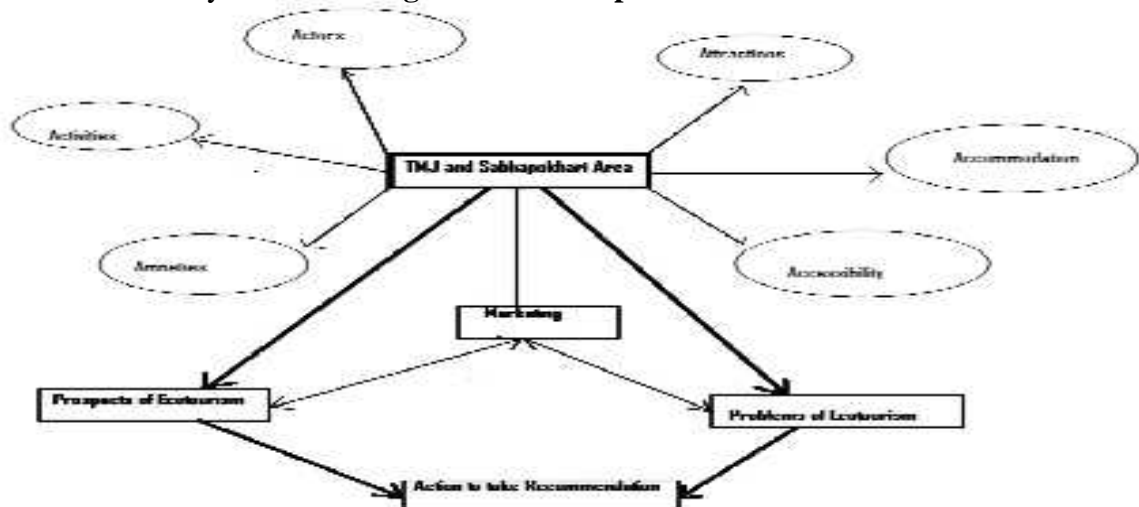 Actors
Attractions
Activities
Accommodation
TMJ and Sabhapokhari Area
Amneties
Accessibility
Marketing
Prospects of Ecotourism
Problems of Ecotourism
Action to take Recommendation